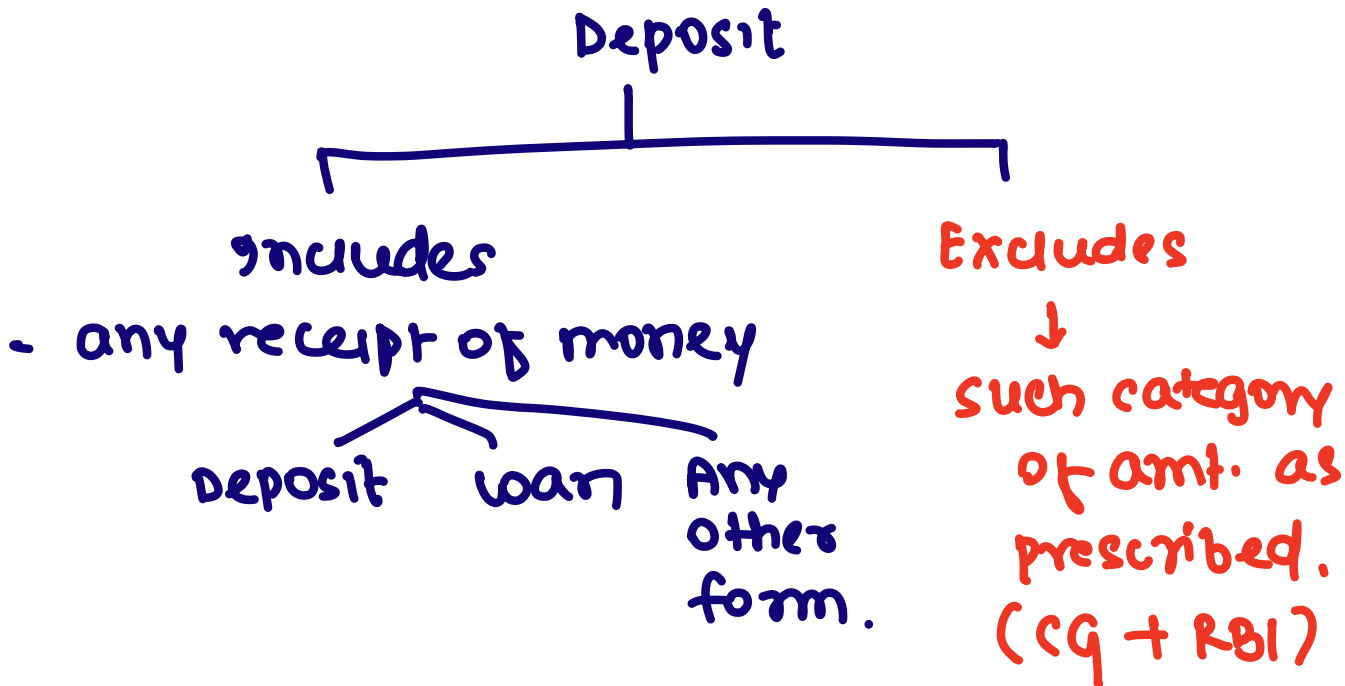 Deposit
Includes
- any receipt of money
Deposit
Loan
Any
other
form.
Excludes
such category
of amt. as
prescribed.
(CG + RBI)